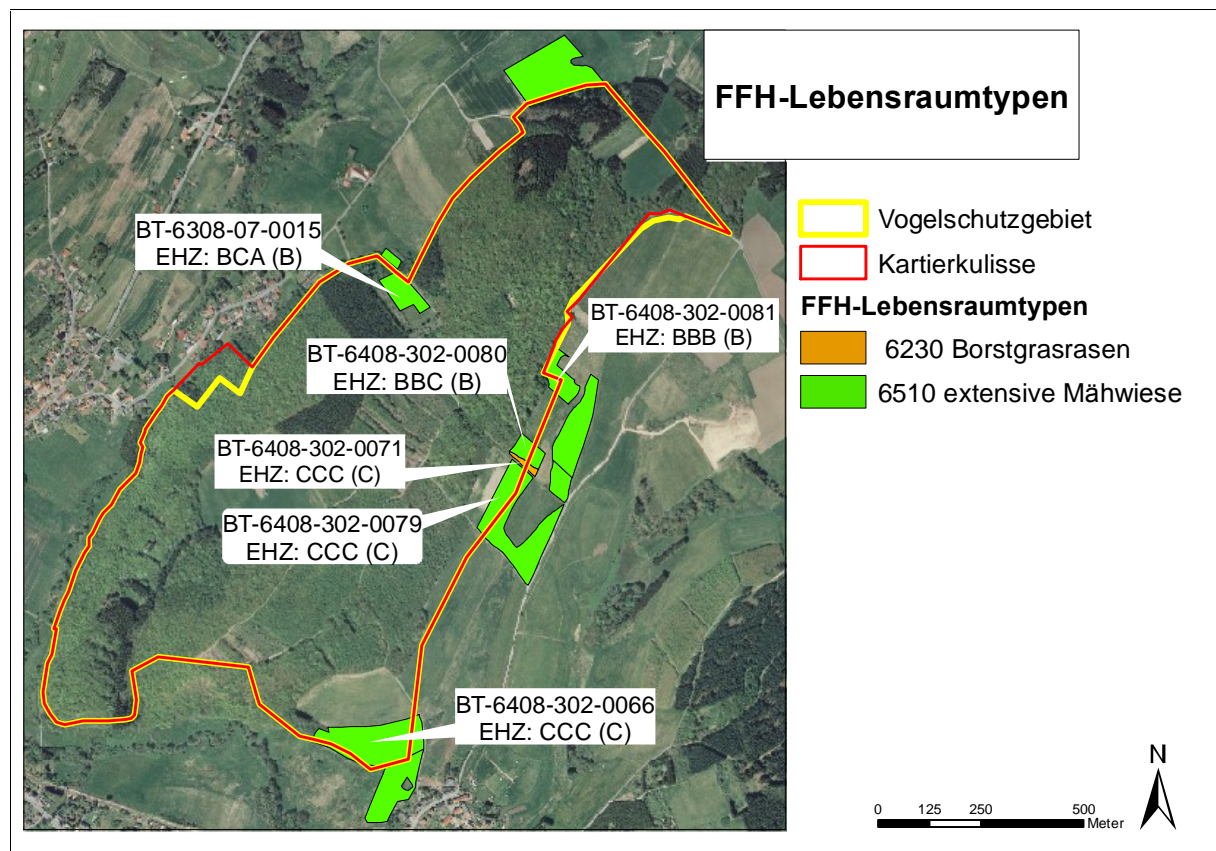 FFH-Lebensraumtypen
BT-6308-07-0015
EHZ: BCA (B)
BT-6408-302-0081
EHZ: BBB (B)
BT-6408-302-0080
EHZ: BBC (B)
BT-6408-302-0071
EHZ: CCC (C)
BT-6408-302-0079
EHZ: CCC (C)
BT-6408-302-0066
EHZ: CCC (C)
Vogelschutzgebiet
Kartierkulisse
FFH-Lebensraumtypen
6230 Borstgrasrasen
6510 extensive Mähwiese
N
0 125 250 500
Meter